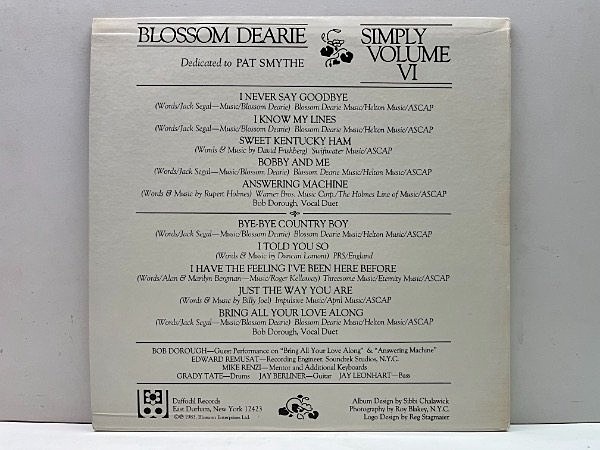 BLOSSOM DEARIE
Dedicated to PAT SMYTHE
SIMPLY
VOLUME
VI
I NEVER SAY GOODBYE
(Words/Jack Segal—Music/Blossom Dearie) Blossom Dearie Music/Helton Music/ASCAP
I KNOW MY LINES
(Words/Jack Segal—Music/Blossom Dearie) Blossom Dearie Music/Helton Music/ASCAP
SWEET KENTUCKY HAM
(Words & Music by David Frishberg) Swiftwater Music/ASCAP
BOBBY AND ME
(Words/Jack Segal—Music/Blossom Dearie) Blossom Dearie Music/Helton Music/ASCAP
ANSWERING MACHINE
(Words & Music by Rupert Holmes) Warner Bros. Music Corp./The Holmes Line of Music/ASCAP
Bob Dorough, Vocal Duet
BYE-BYE COUNTRY BOY
(Words/Jack Segal—Music/Blossom Dearie) Blossom Dearie Music/Helton Music/ASCAP
I TOLD YOU SO
(Words & Music by Duncan Lamont) PRS/England
I HAVE THE FEELING I'VE BEEN HERE BEFORE
(Words/Alan & Marilyn Bergman—Music/Roger Kellaway) Threesome Music/Eternity Music/ASCAP
JUST THE WAY YOU ARE
(Words & Music by Billy Joel) Impulsive Music/April Music/ASCAP
BRING ALL YOUR LOVE ALONG
(Words/Jack Segal—Music/Blossom Dearie) Blossom Dearie Music/Helton Music/ASCAP
Bob Dorough, Vocal Duet
BOB DOROUGH—Guest Performance on "Bring All Your Love Along" & "Answering Machine"
EDWARD REMUSAT—Recording Engineer, Soundtek Studios, N.Y.C.
MIKE RENZI—Mentor and Additional Keyboards
GRADY TATE—Drums JAY BERLINER—Guitar JAY LEONHART—Bass
Daffodil Records
East Durham, New York 12423
Enterprises Ltd.
Album Design by Sibbi Chalawick
Photography by Roy Blakey, N.Y.C.
Logo Design by Reg Stagmaier